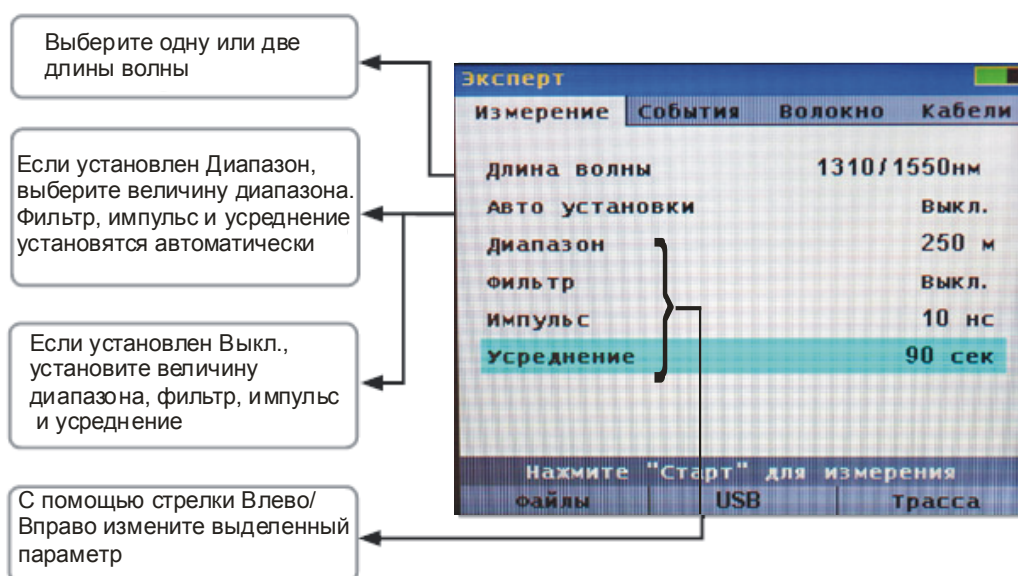 Выберите одну или две
длины волны
Если установлен Диапазон,
выберите величину диапазона.
Фильтр, импульс и усреднение
установятся автоматически
Если установлен Выкл.,
установите величину
диапазона, фильтр, импульс
и усреднение
С помощью стрелки Влево/
Вправо измените выделенный
параметр
Эксперт
Измерение События Волокно Кабели
Длина волны 1310/1550нм
Авто установки Выкл.
Диапазон 250 м
Фильтр Выкл.
Импульс 10 нс
Усреднение 90 сек
Нажмите "Старт" для измерения
Файлы USB Трасса